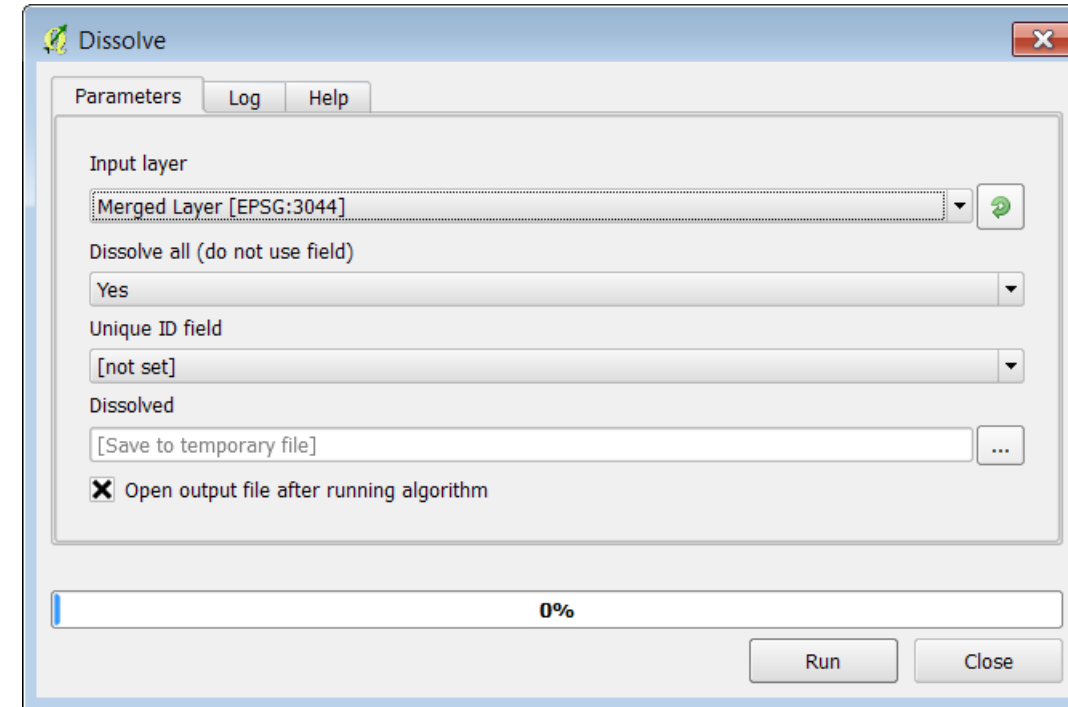 Dissolve
Parameters Log Help
Input layer
Merged Layer [EPSG:3044]
Dissolve all (do not use field)
Yes
Unique ID field
[not set]
Dissolved
[Save to temporary file] ...
Open output file after running algorithm
0%
Run Close